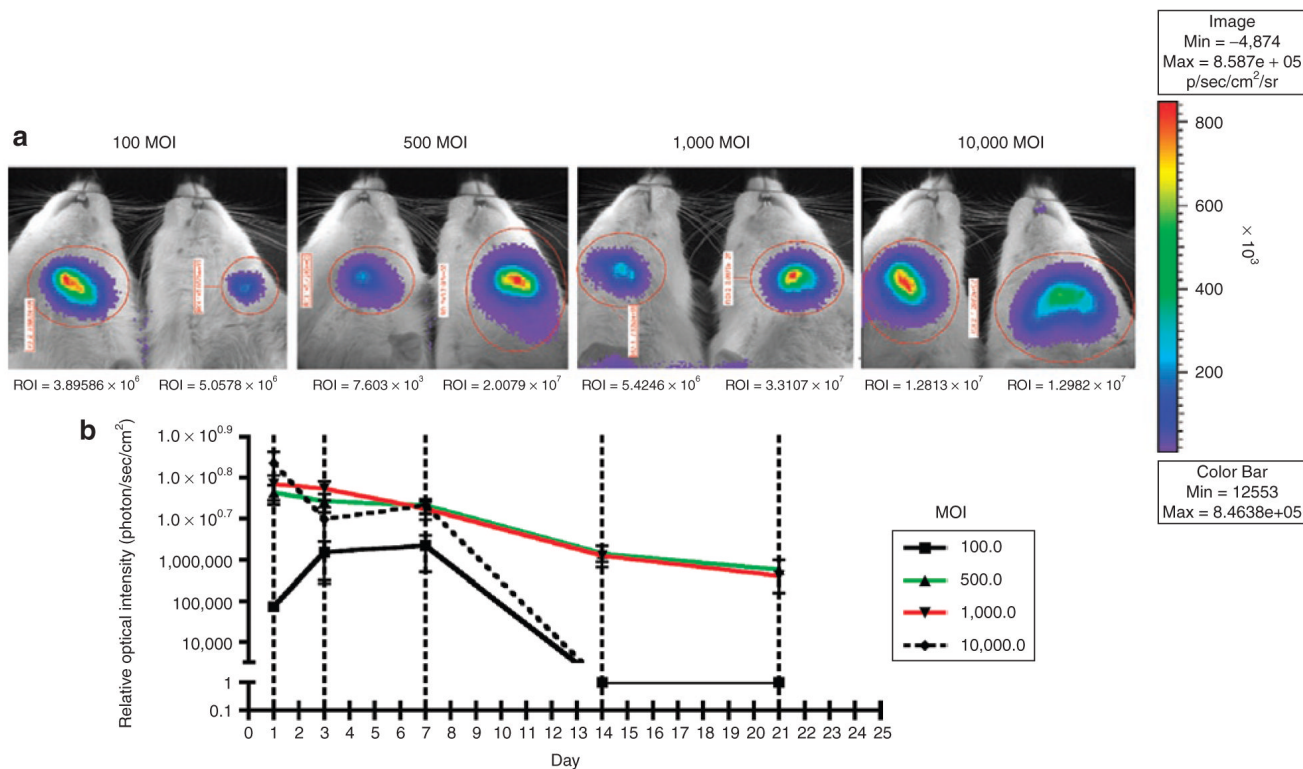 Image
Min = −4,874
Max = 8.587e + 05
p/sec/cm²/sr
800
600
400
200
× 10³
Color Bar
Min = 12553
Max = 8.4638e+05
a
100 MOI
500 MOI
1,000 MOI
10,000 MOI
ROI = 3.89586 × 10⁶
ROI = 5.0578 × 10⁶
ROI = 7.603 × 10³
ROI = 2.0079 × 10⁷
ROI = 5.4246 × 10⁶
ROI = 3.3107 × 10⁷
ROI = 1.2813 × 10⁷
ROI = 1.2982 × 10⁷
b
Relative optical intensity (photon/sec/cm²)
1.0 × 10⁰·⁹
1.0 × 10⁰·⁸
1.0 × 10⁰·⁷
1,000,000
100,000
10,000
1
0.1
0 1 2 3 4 5 6 7 8 9 10 11 12 13 14 15 16 17 18 19 20 21 22 23 24 25
Day
MOI
100.0
500.0
1,000.0
10,000.0